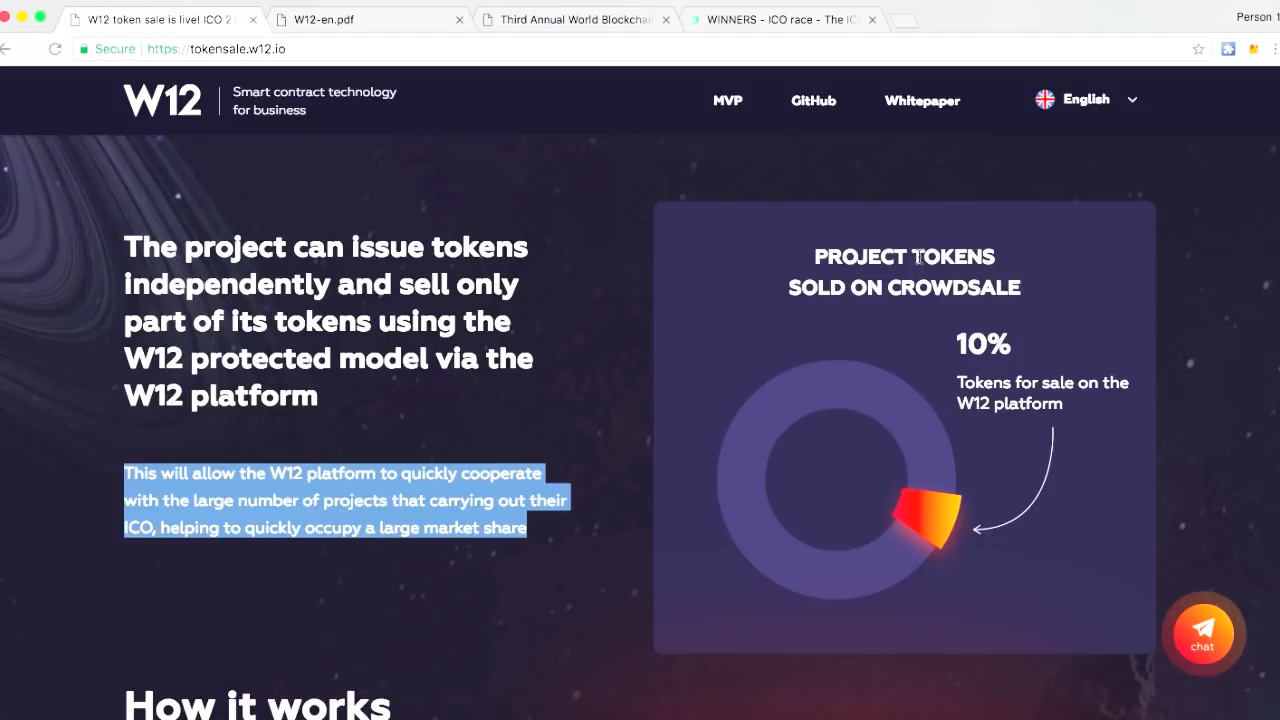 W12 token sale is live! ICO 2.
W12-en.pdf
Third Annual World Blockchai
WINNERS - ICO race - The IC
Person 1
Secure
https://tokensale.w12.io
W12
Smart contract technology
for business
MVP
GitHub
Whitepaper
English
The project can issue tokens
independently and sell only
part of its tokens using the
W12 protected model via the
W12 platform
This will allow the W12 platform to quickly cooperate
with the large number of projects that carrying out their
ICO, helping to quickly occupy a large market share
PROJECT TOKENS
SOLD ON CROWDSALE
10%
Tokens for sale on the
W12 platform
chat
How it works